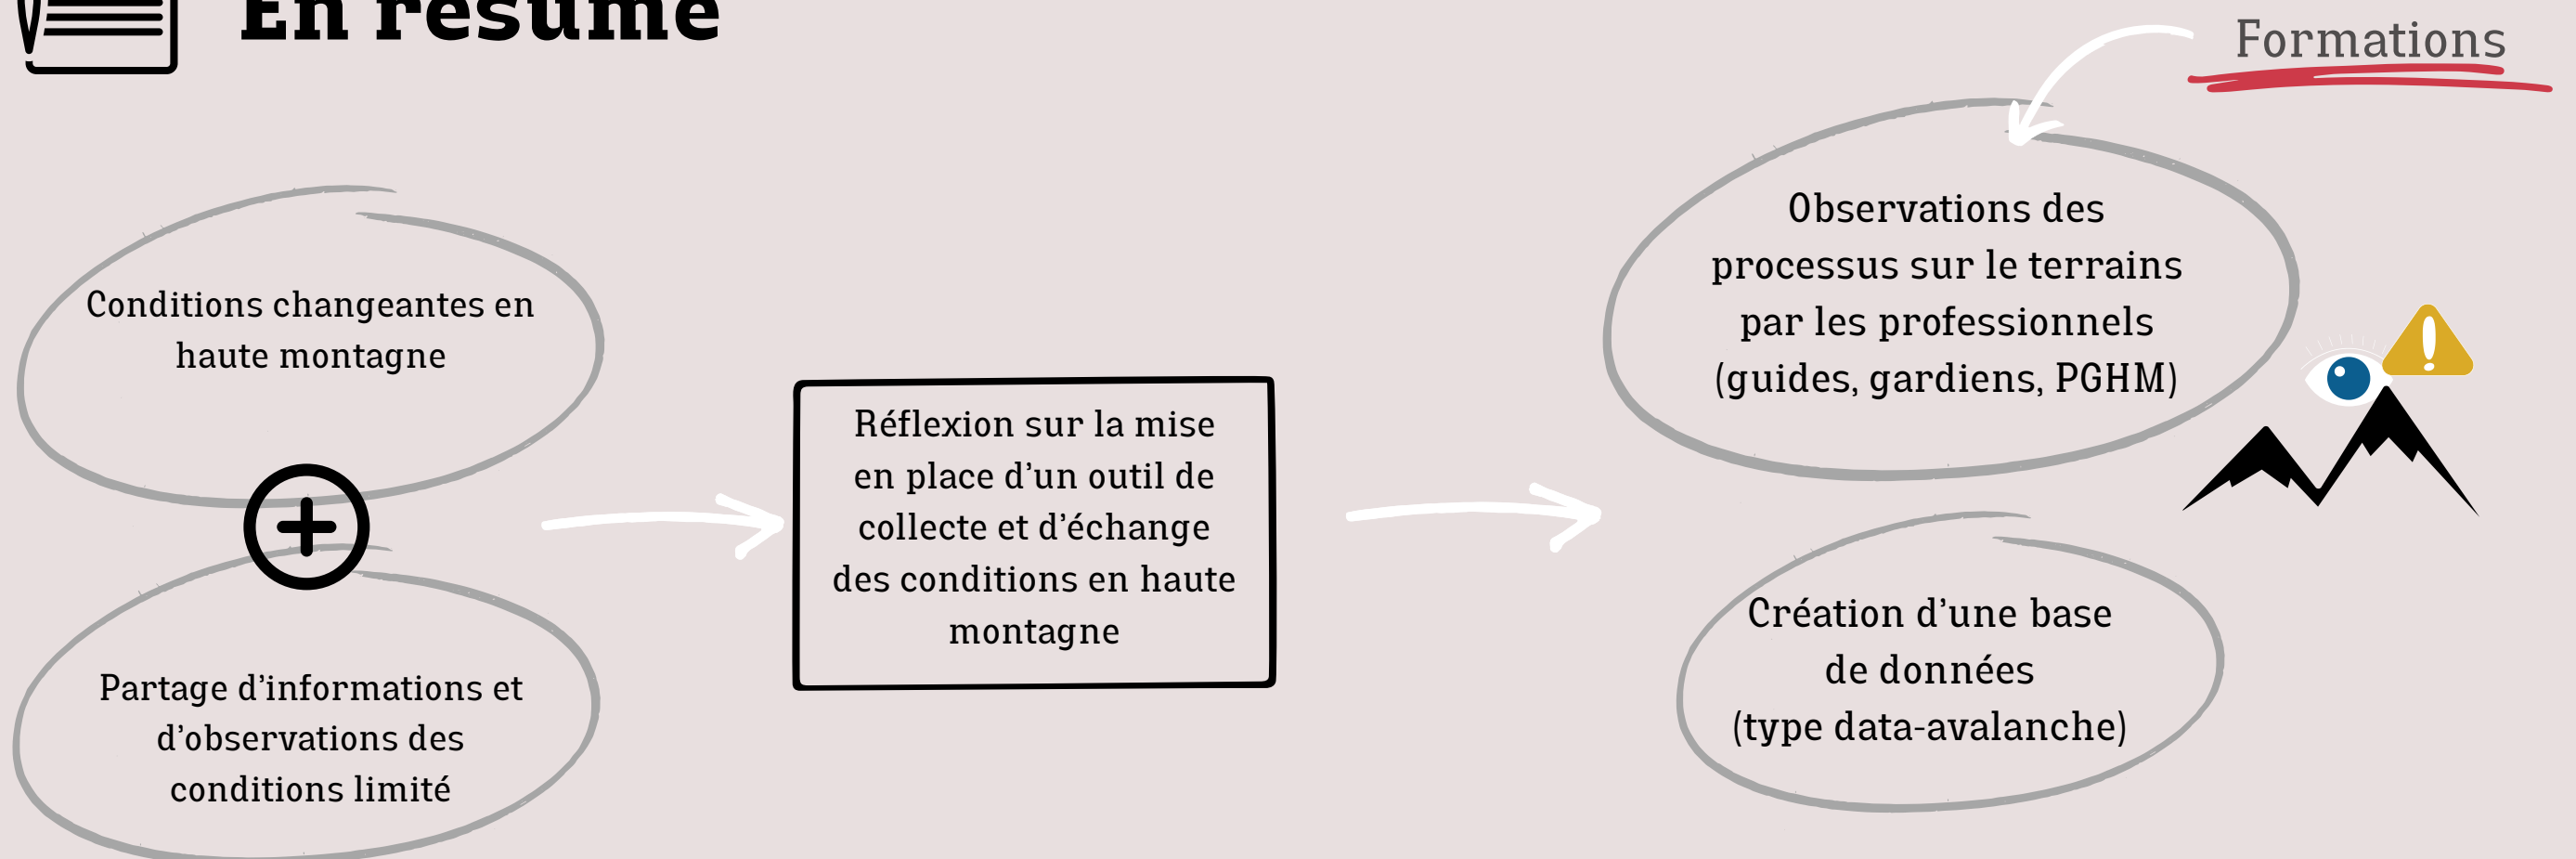 En résumé
Formations
Conditions changeantes en
haute montagne
Partage d'informations et
d'observations des
conditions limité
Réflexion sur la mise
en place d'un outil de
collecte et d'échange
des conditions en haute
montagne
Observations des
processus sur le terrains
par les professionnels
(guides, gardiens, PGHM)
Création d'une base
de données
(type data-avalanche)